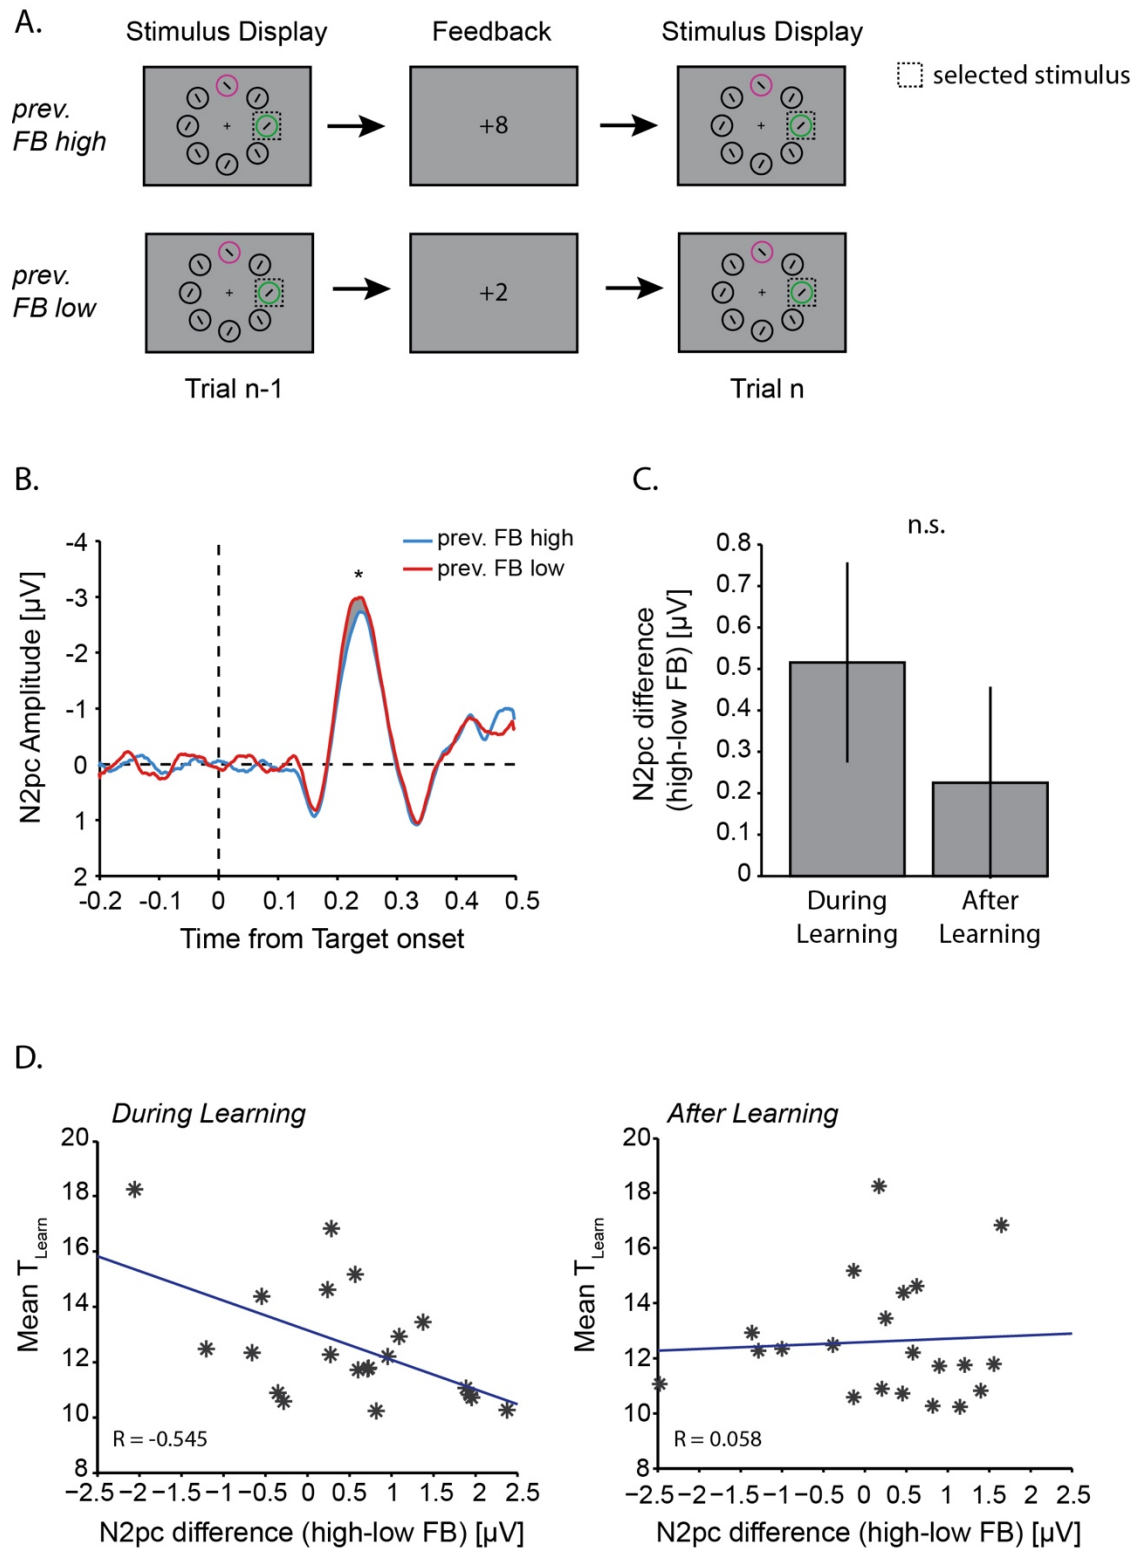 A.
Stimulus Display
Feedback
Stimulus Display
selected stimulus
prev.
FB high
+
+8
+
prev.
FB low
+
+2
+
Trial n-1
Trial n
B.
-4
-3
-2
-1
0
1
2
N2pc Amplitude [µV]
prev. FB high
prev. FB low
*
-0.2 -0.1 0 0.1 0.2 0.3 0.4 0.5
Time from Target onset
C.
n.s.
N2pc difference
(high-low FB) [µV]
0.8
0.7
0.6
0.5
0.4
0.3
0.2
0.1
0
During
Learning
After
Learning
D.
During Learning
Mean TLearn
20
18
16
14
12
10
8
R = -0.545
−2.5 −2 −1.5 −1 −0.5 0 0.5 1 1.5 2 2.5
N2pc difference (high-low FB) [µV]
After Learning
Mean TLearn
20
18
16
14
12
10
8
R = 0.058
−2.5 −2 −1.5 −1 −0.5 0 0.5 1 1.5 2 2.5
N2pc difference (high-low FB) [µV]